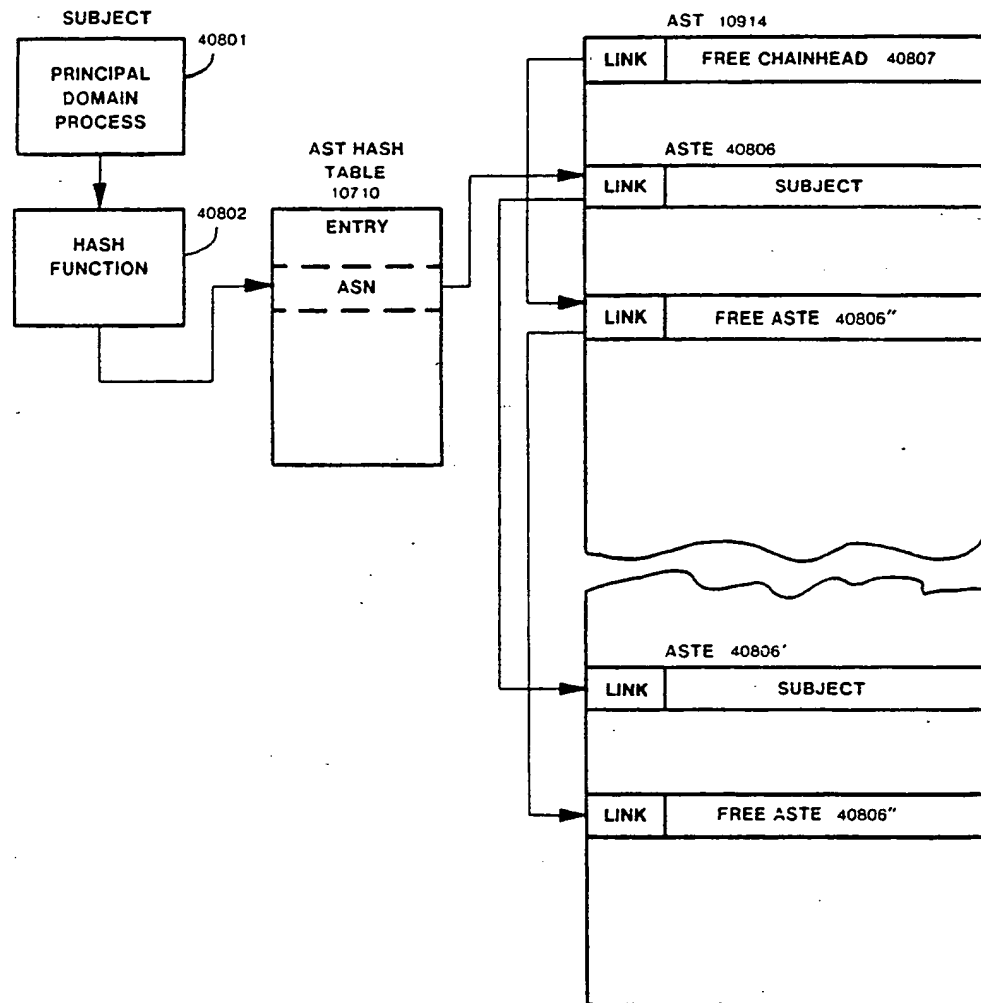 SUBJECT
40801
PRINCIPAL
DOMAIN
PROCESS
40802
HASH
FUNCTION
AST HASH
TABLE
10710
ENTRY
ASN
AST 10914
LINK FREE CHAINHEAD 40807
ASTE 40806
LINK SUBJECT
LINK FREE ASTE 40806"
ASTE 40806'
LINK SUBJECT
LINK FREE ASTE 40806"